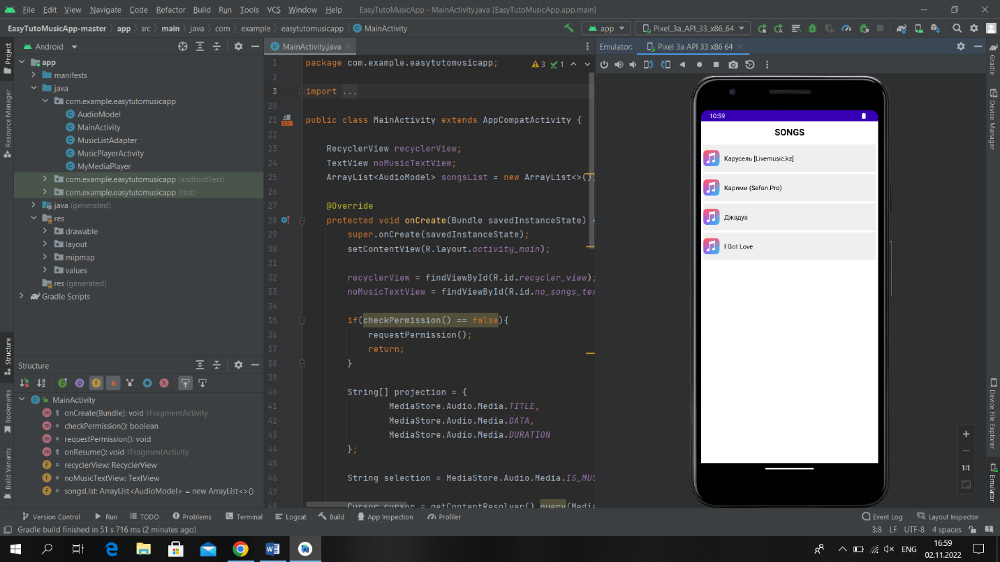 File Edit View Navigate Code Refactor Build Run Tools VCS Window Help EasyTutoMusicApp - MainActivity.java [EasyTutoMusicApp.app.main]
EasyTutoMusicApp-master app src main java com example easytutomusicapp MainActivity app Pixel_3a_API_33_x86_64
Project
Resource Manager
Structure
Bookmarks
Build Variants
Android
app
manifests
java
com.example.easytutomusicapp
AudioModel
MainActivity
MusicListAdapter
MusicPlayerActivity
MyMediaPlayer
com.example.easytutomusicapp (androidTest)
com.example.easytutomusicapp (test)
java (generated)
res
drawable
layout
mipmap
values
res (generated)
Gradle Scripts
Structure
MainActivity
onCreate(Bundle): void ↑FragmentActivity
checkPermission(): boolean
requestPermission(): void
onResume(): void ↑FragmentActivity
recyclerView: RecyclerView
noMusicTextView: TextView
songsList: ArrayList<AudioModel> = new ArrayList<>()
MainActivity.java
3 1
1 package com.example.easytutomusicapp;
2
3 import ...
20
21 public class MainActivity extends AppCompatActivity {
22
23 RecyclerView recyclerView;
24 TextView noMusicTextView;
25 ArrayList<AudioModel> songsList = new ArrayList<>();
26
27 @Override
28 protected void onCreate(Bundle savedInstanceState) {
29 super.onCreate(savedInstanceState);
30 setContentView(R.layout.activity_main);
31
32 recyclerView = findViewById(R.id.recycler_view);
33 noMusicTextView = findViewById(R.id.no_songs_te
34
35 if(checkPermission() == false){
36 requestPermission();
37 return;
38 }
39
40 String[] projection = {
41 MediaStore.Audio.Media.TITLE,
42 MediaStore.Audio.Media.DATA,
43 MediaStore.Audio.Media.DURATION
44 };
45
46 String selection = MediaStore.Audio.Media.IS_MUS
47
48 Cursor cursor = getContentResolver().query(Media
Emulator: Pixel 3a API 33 x86 64
10:59
SONGS
Карусель [Livemusic.kz]
Карими (Sefon.Pro)
Джадуа
I Got Love
1:1
Gradle
Device Manager
Device File Explorer
Emulator
Version Control Run TODO Problems Terminal Logcat Build App Inspection Profiler Event Log Layout Inspector
Gradle build finished in 51 s 716 ms (2 minutes ago) 3:8 LF UTF-8 4 spaces
ENG 16:59
02.11.2022